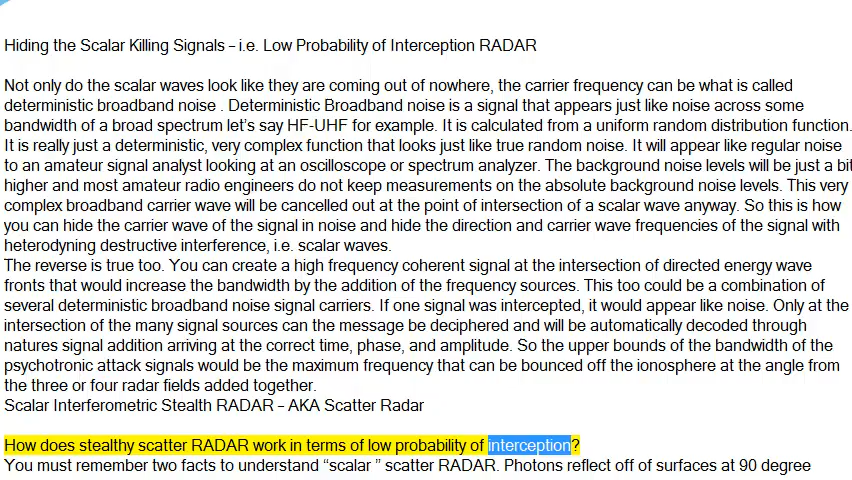 Hiding the Scalar Killing Signals – i.e. Low Probability of Interception RADAR
Not only do the scalar waves look like they are coming out of nowhere, the carrier frequency can be what is called
deterministic broadband noise . Deterministic Broadband noise is a signal that appears just like noise across some
bandwidth of a broad spectrum let’s say HF-UHF for example. It is calculated from a uniform random distribution function.
It is really just a deterministic, very complex function that looks just like true random noise. It will appear like regular noise
to an amateur signal analyst looking at an oscilloscope or spectrum analyzer. The background noise levels will be just a bit
higher and most amateur radio engineers do not keep measurements on the absolute background noise levels. This very
complex broadband carrier wave will be cancelled out at the point of intersection of a scalar wave anyway. So this is how
you can hide the carrier wave of the signal in noise and hide the direction and carrier wave frequencies of the signal with
heterodyning destructive interference, i.e. scalar waves.
The reverse is true too. You can create a high frequency coherent signal at the intersection of directed energy wave
fronts that would increase the bandwidth by the addition of the frequency sources. This too could be a combination of
several deterministic broadband noise signal carriers. If one signal was intercepted, it would appear like noise. Only at the
intersection of the many signal sources can the message be deciphered and will be automatically decoded through
natures signal addition arriving at the correct time, phase, and amplitude. So the upper bounds of the bandwidth of the
psychotronic attack signals would be the maximum frequency that can be bounced off the ionosphere at the angle from
the three or four radar fields added together.
Scalar Interferometric Stealth RADAR – AKA Scatter Radar
How does stealthy scatter RADAR work in terms of low probability of interception?
You must remember two facts to understand “scalar ” scatter RADAR. Photons reflect off of surfaces at 90 degree